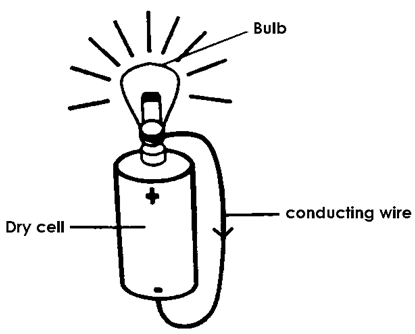 Bulb
+
Dry cell
conducting wire
-